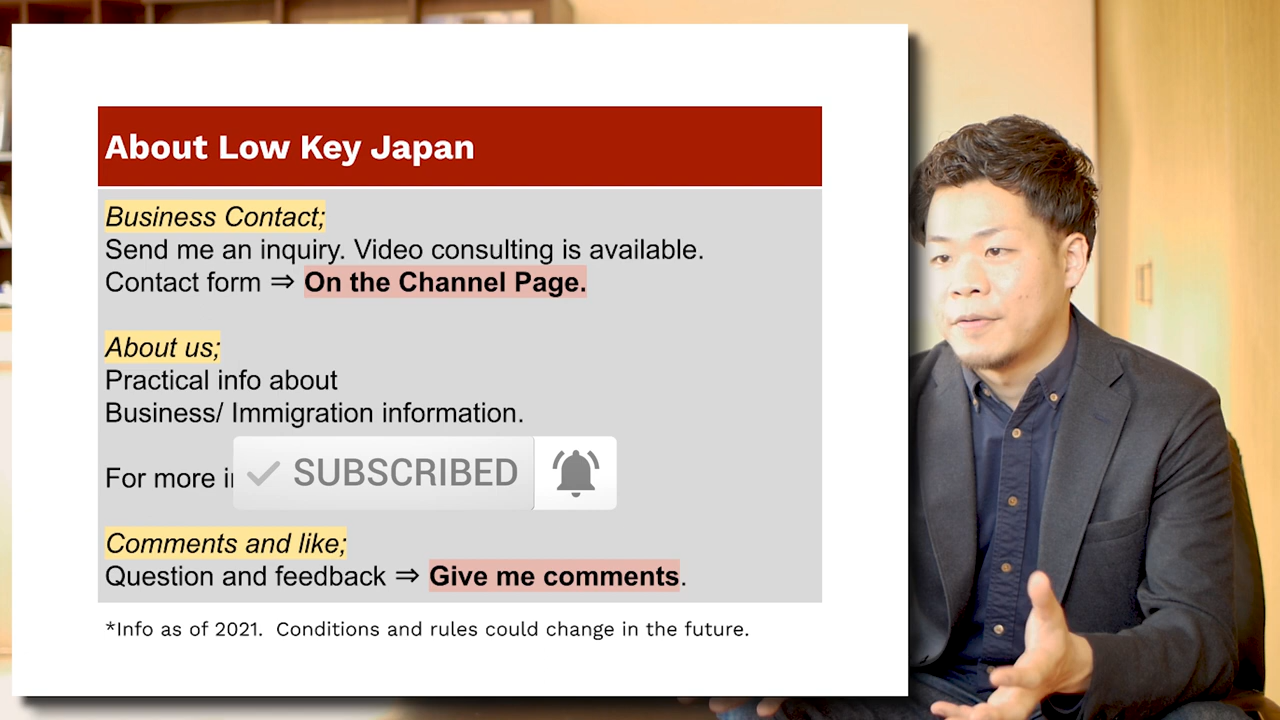 About Low Key Japan
Business Contact;
Send me an inquiry. Video consulting is available.
Contact form ⇒ On the Channel Page.
About us;
Practical info about
Business/ Immigration information.
For more
SUBSCRIBED
Comments and like;
Question and feedback ⇒ Give me comments.
*Info as of 2021. Conditions and rules could change in the future.